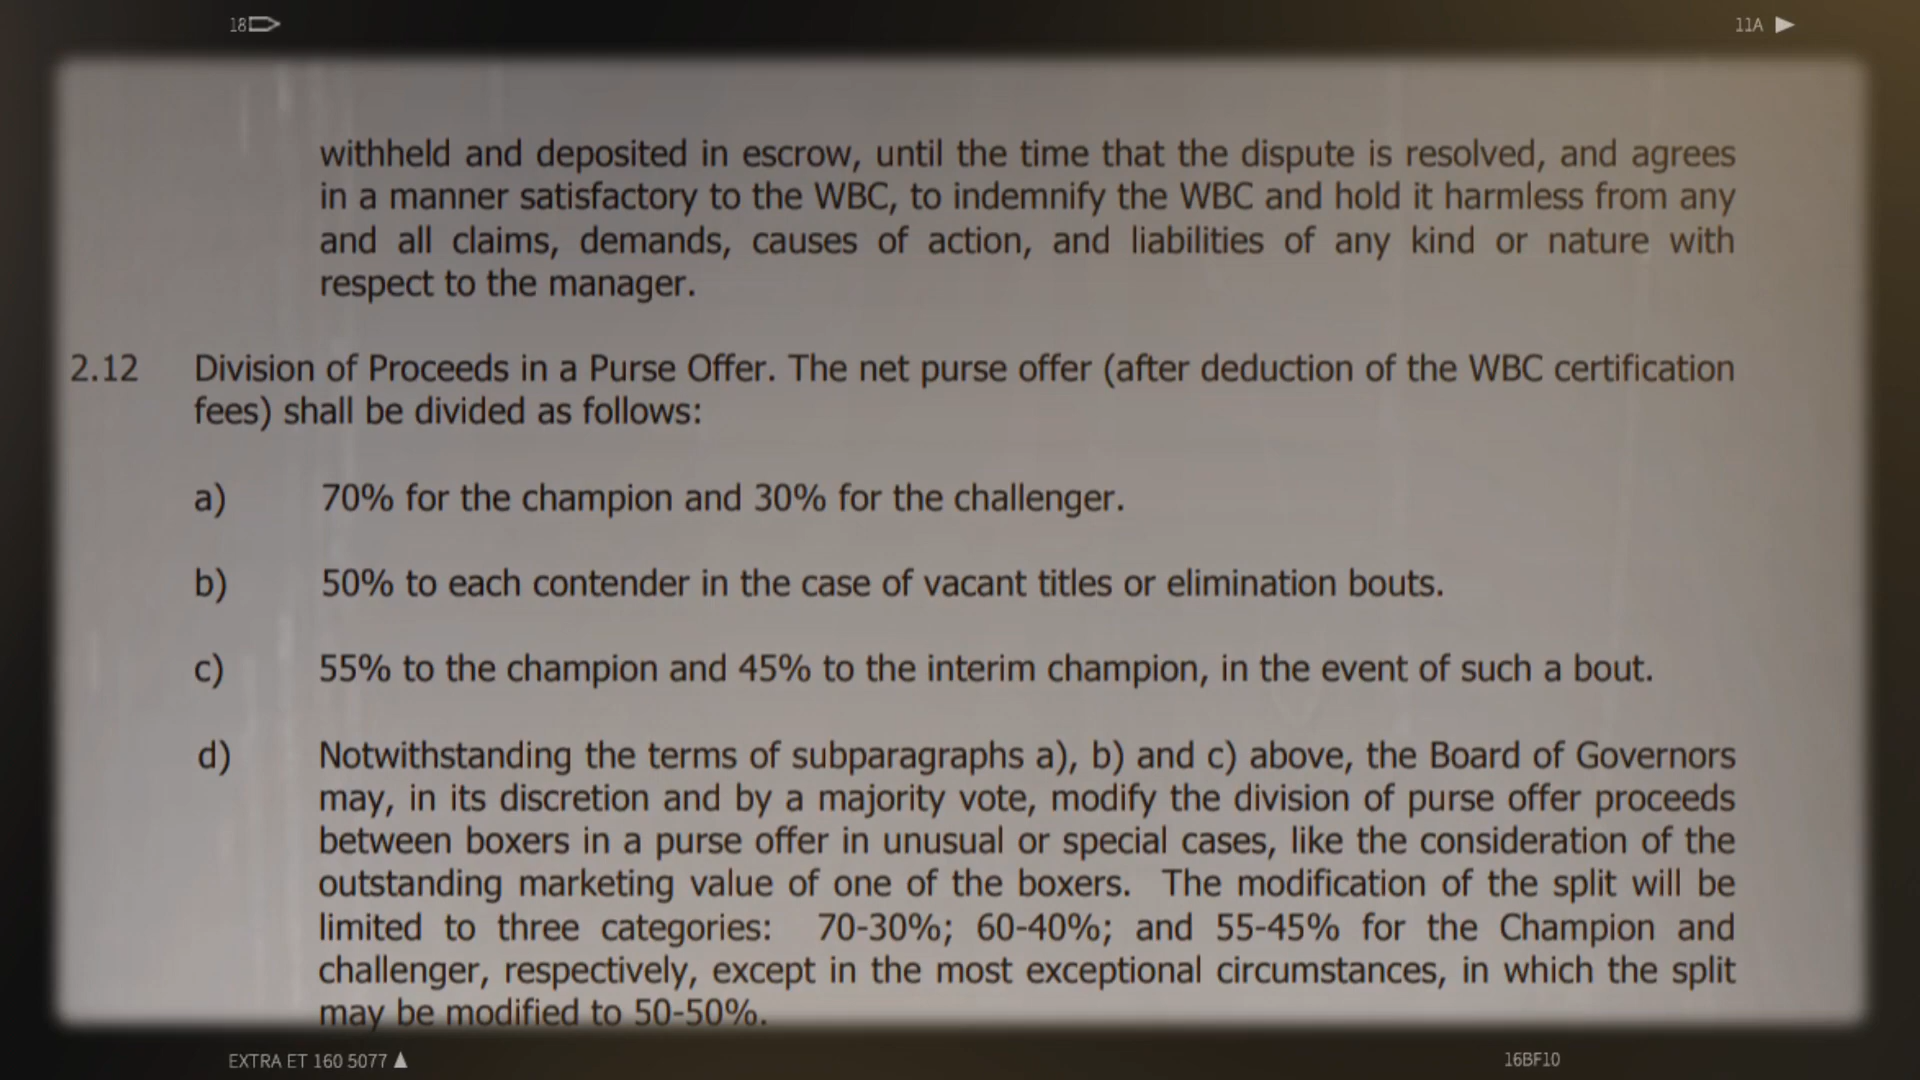 18
11A
withheld and deposited in escrow, until the time that the dispute is resolved, and agrees
in a manner satisfactory to the WBC, to indemnify the WBC and hold it harmless from any
and all claims, demands, causes of action, and liabilities of any kind or nature with
respect to the manager.
2.12 Division of Proceeds in a Purse Offer. The net purse offer (after deduction of the WBC certification
fees) shall be divided as follows:
a) 70% for the champion and 30% for the challenger.
b) 50% to each contender in the case of vacant titles or elimination bouts.
c) 55% to the champion and 45% to the interim champion, in the event of such a bout.
d) Notwithstanding the terms of subparagraphs a), b) and c) above, the Board of Governors
may, in its discretion and by a majority vote, modify the division of purse offer proceeds
between boxers in a purse offer in unusual or special cases, like the consideration of the
outstanding marketing value of one of the boxers. The modification of the split will be
limited to three categories: 70-30%; 60-40%; and 55-45% for the Champion and
challenger, respectively, except in the most exceptional circumstances, in which the split
may be modified to 50-50%.
EXTRA ET 160 5077
16BF10